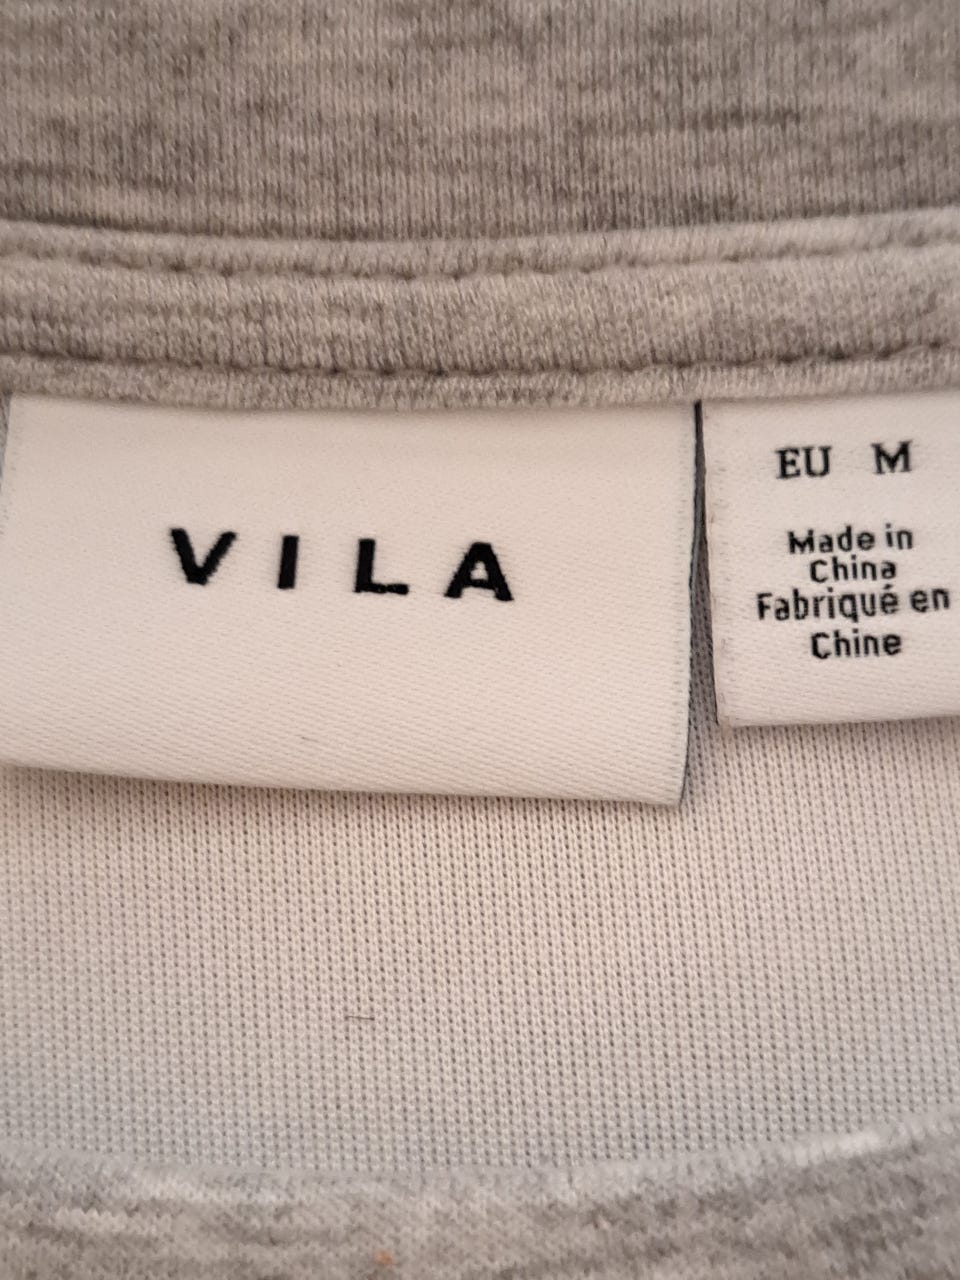 VILA
EU M
Made in
China
Fabriqué en
Chine